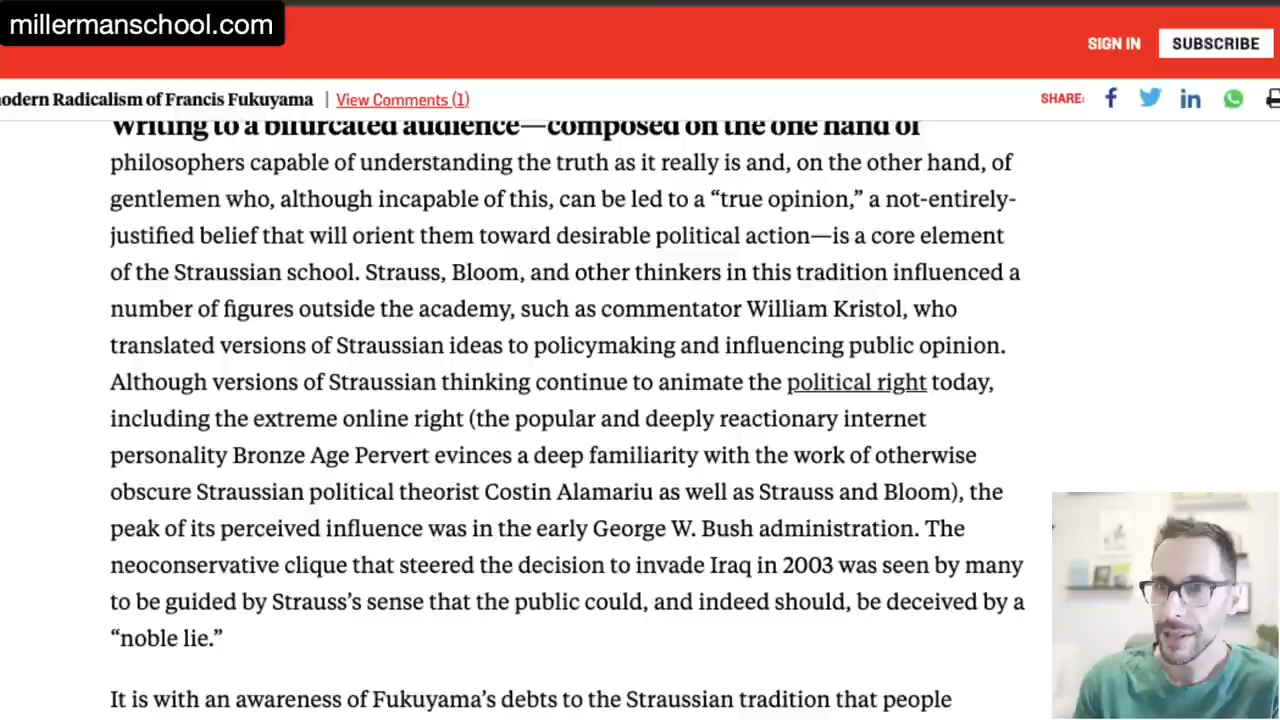 millermanschool.com
SIGN IN
SUBSCRIBE
odern Radicalism of Francis Fukuyama | View Comments (1)
SHARE:
Writing to a bifurcated audience—composed on the one hand of
philosophers capable of understanding the truth as it really is and, on the other hand, of
gentlemen who, although incapable of this, can be led to a “true opinion,” a not-entirely-
justified belief that will orient them toward desirable political action—is a core element
of the Straussian school. Strauss, Bloom, and other thinkers in this tradition influenced a
number of figures outside the academy, such as commentator William Kristol, who
translated versions of Straussian ideas to policymaking and influencing public opinion.
Although versions of Straussian thinking continue to animate the political right today,
including the extreme online right (the popular and deeply reactionary internet
personality Bronze Age Pervert evinces a deep familiarity with the work of otherwise
obscure Straussian political theorist Costin Alamariu as well as Strauss and Bloom), the
peak of its perceived influence was in the early George W. Bush administration. The
neoconservative clique that steered the decision to invade Iraq in 2003 was seen by many
to be guided by Strauss’s sense that the public could, and indeed should, be deceived by a
“noble lie.”
It is with an awareness of Fukuyama’s debts to the Straussian tradition that people